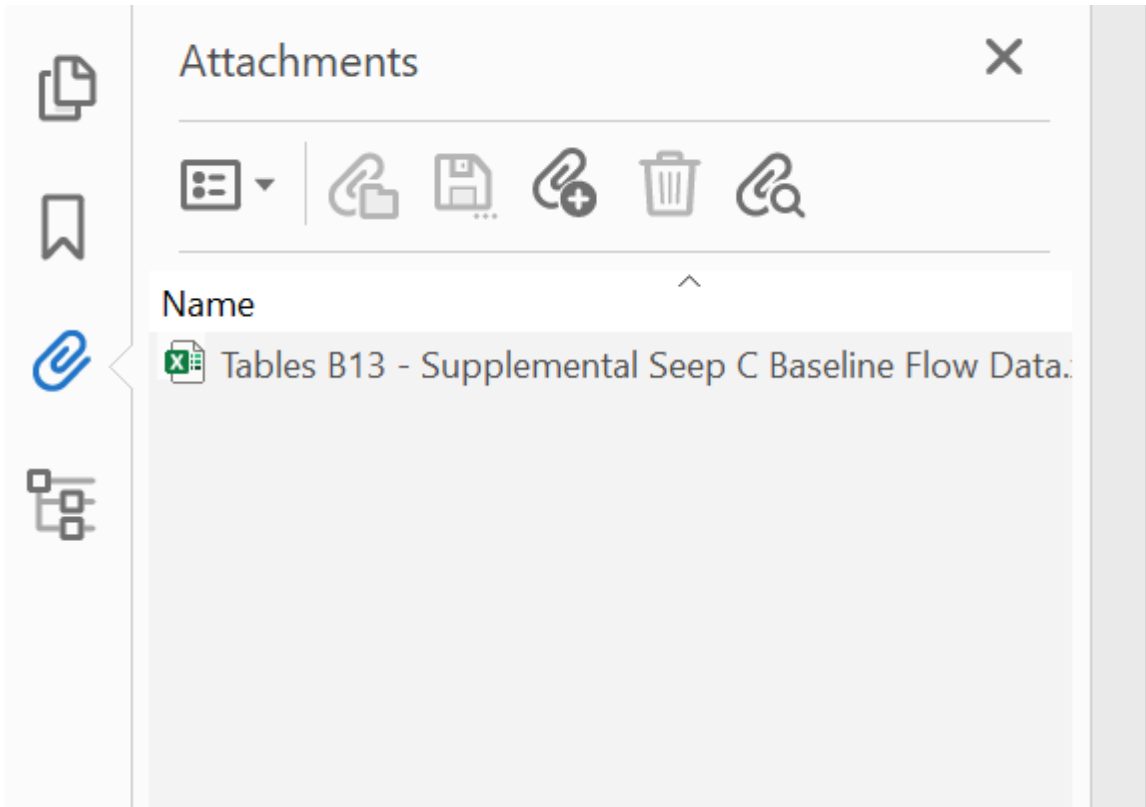 Attachments
Name
Tables B13 - Supplemental Seep C Baseline Flow Data.